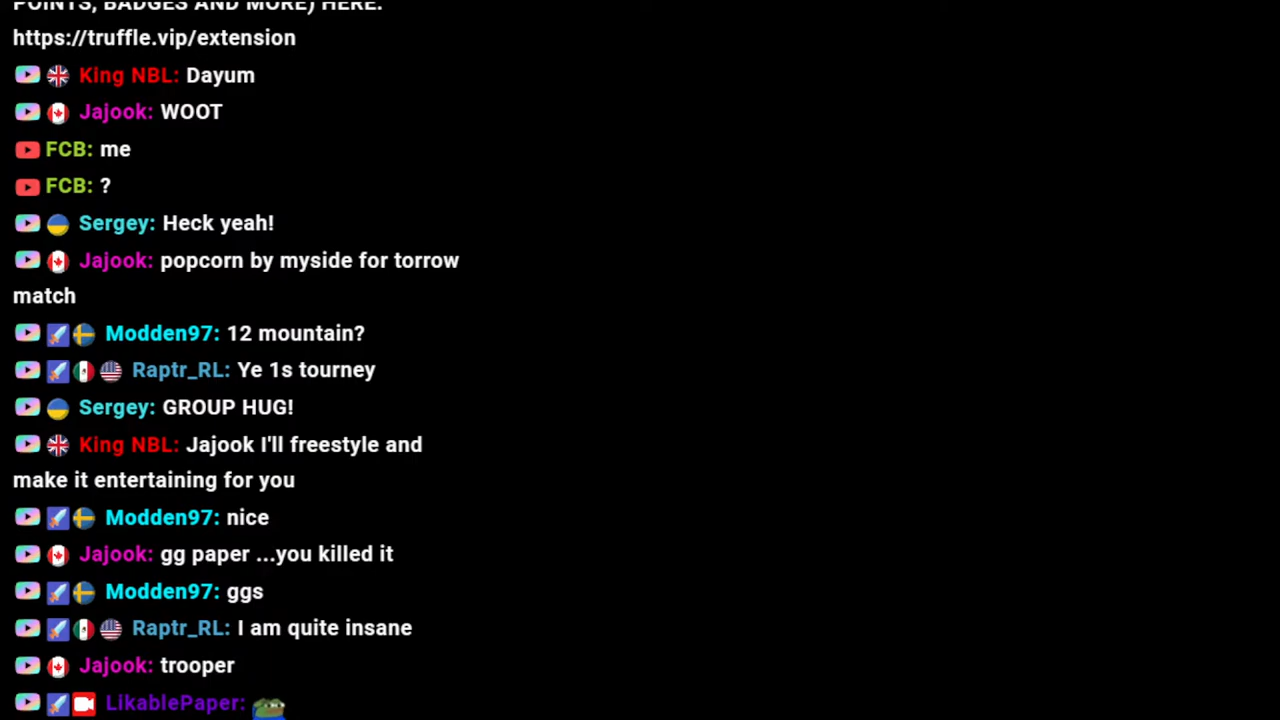 POINTS, BADGES AND MORE) HERE.
https://truffle.vip/extension
King NBL: Dayum
Jajook: WOOT
FCB: me
FCB: ?
Sergey: Heck yeah!
Jajook: popcorn by myside for torrow
match
Modden97: 12 mountain?
Raptr_RL: Ye 1s tourney
Sergey: GROUP HUG!
King NBL: Jajook I'll freestyle and
make it entertaining for you
Modden97: nice
Jajook: gg paper ...you killed it
Modden97: ggs
Raptr_RL: I am quite insane
Jajook: trooper
LikablePaper: